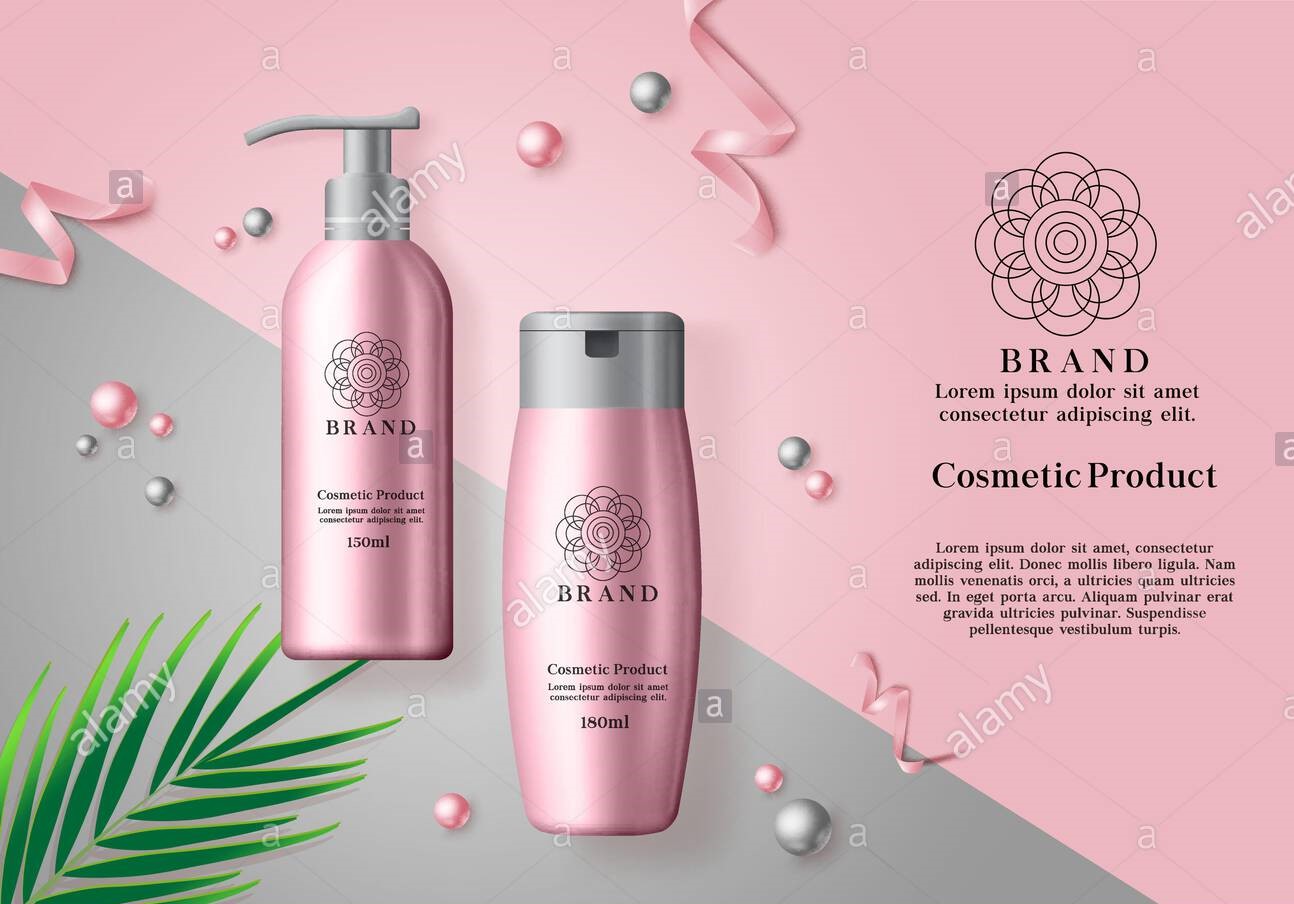 BRAND
Cosmetic Product
Lorem ipsum dolor sit amet
consectetur adipiscing elit.
150ml
BRAND
Cosmetic Product
Lorem ipsum dolor sit amet
consectetur adipiscing elit.
180ml
BRAND
Lorem ipsum dolor sit amet
consectetur adipiscing elit.
Cosmetic Product
Lorem ipsum dolor sit amet, consectetur
adipiscing elit. Donec mollis libero ligula. Nam
mollis venenatis orci, a ultricies quam ultricies
sed. In eget porta arcu. Aliquam pulvinar erat
gravida ultricies pulvinar. Suspendisse
pellentesque vestibulum turpis.
alamy
alamy
alamy
alamy
alamy